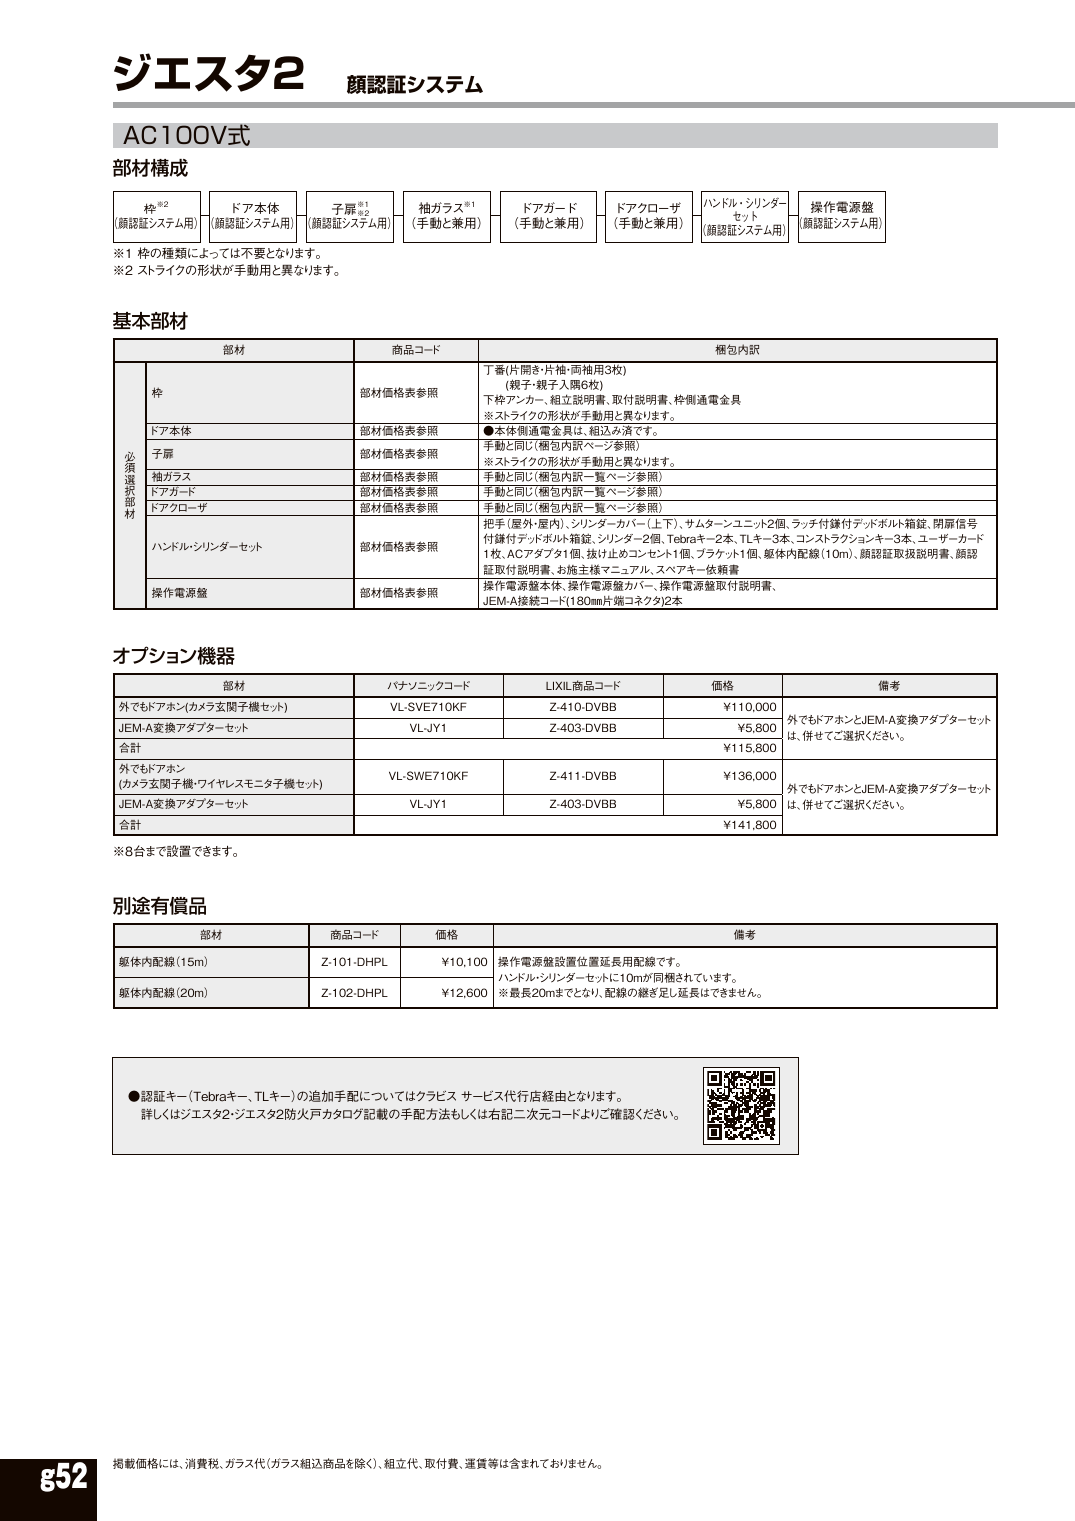 ジエスタ2 顔認証システム
AC100V式
部材構成
枠※2
(顔認証システム用)
ドア本体
(顔認証システム用)
子扉※1※2
(顔認証システム用)
袖ガラス※1
(手動と兼用)
ドアガード
(手動と兼用)
ドアクローザ
(手動と兼用)
ハンドル・シリンダー
セット
(顔認証システム用)
操作電源盤
(顔認証システム用)
※1 枠の種類によっては不要となります。
※2 ストライクの形状が手動用と異なります。
基本部材
部材 商品コード 梱包内訳
必須選択部材
枠 部材価格表参照
丁番(片開き・片袖・両袖用3枚)
(親子・親子入隅6枚)
下枠アンカー、組立説明書、取付説明書、枠側通電金具
※ストライクの形状が手動用と異なります。
ドア本体 部材価格表参照 ●本体側通電金具は、組込み済です。
子扉 部材価格表参照
手動と同じ(梱包内訳ページ参照)
※ストライクの形状が手動用と異なります。
袖ガラス 部材価格表参照 手動と同じ(梱包内訳一覧ページ参照)
ドアガード 部材価格表参照 手動と同じ(梱包内訳一覧ページ参照)
ドアクローザ 部材価格表参照 手動と同じ(梱包内訳一覧ページ参照)
ハンドル・シリンダーセット 部材価格表参照
把手(屋外・屋内)、シリンダーカバー(上下)、サムターンユニット2個、ラッチ付鎌付デッドボルト箱錠、閉扉信号
付鎌付デッドボルト箱錠、シリンダー2個、Tebraキー2本、TLキー3本、コンストラクションキー3本、ユーザーカード
1枚、ACアダプタ1個、抜け止めコンセント1個、ブラケット1個、躯体内配線(10m)、顔認証取扱説明書、顔認
証取付説明書、お施主様マニュアル、スペアキー依頼書
操作電源盤 部材価格表参照
操作電源盤本体、操作電源盤カバー、操作電源盤取付説明書、
JEM-A接続コード(180㎜片端コネクタ)2本
オプション機器
部材 パナソニックコード LIXIL商品コード 価格 備考
外でもドアホン(カメラ玄関子機セット) VL-SVE710KF Z-410-DVBB ¥110,000
JEM-A変換アダプターセット VL-JY1 Z-403-DVBB ¥5,800
合計 ¥115,800
外でもドアホンとJEM-A変換アダプターセット
は、併せてご選択ください。
外でもドアホン
(カメラ玄関子機・ワイヤレスモニタ子機セット) VL-SWE710KF Z-411-DVBB ¥136,000
JEM-A変換アダプターセット VL-JY1 Z-403-DVBB ¥5,800
合計 ¥141,800
外でもドアホンとJEM-A変換アダプターセット
は、併せてご選択ください。
※8台まで設置できます。
別途有償品
部材 商品コード 価格 備考
躯体内配線(15m) Z-101-DHPL ¥10,100
躯体内配線(20m) Z-102-DHPL ¥12,600
操作電源盤設置位置延長用配線です。
ハンドル・シリンダーセットに10mが同梱されています。
※最長20mまでとなり、配線の継ぎ足し延長はできません。
●認証キー(Tebraキー、TLキー)の追加手配についてはクラビス サービス代行店経由となります。
詳しくはジエスタ2・ジエスタ2防火戸カタログ記載の手配方法もしくは右記二次元コードよりご確認ください。
g52
掲載価格には、消費税、ガラス代(ガラス組込商品を除く)、組立代、取付費、運賃等は含まれておりません。